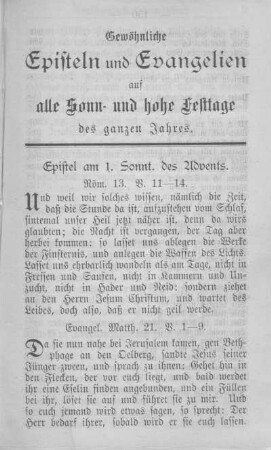 Gewöhnliche
Episteln und Evangelien
auf
alle Sonn- und hohe Festtage
des ganzen Jahres.
Epistel am 1. Sonnt. des Advents.
Röm. 13. V. 11—14.
Und weil wir solches wissen, nämlich die Zeit,
daß die Stunde da ist, aufzustehen vom Schlaf,
sintemal unser Heil jetzt näher ist, denn da wirs
glaubten; die Nacht ist vergangen, der Tag aber
herbei kommen; so lasset uns ablegen die Werke
der Finsternis, und anlegen die Waffen des Lichts.
Lasset uns ehrbarlich wandeln als am Tage, nicht in
Fressen und Saufen, nicht in Kammern und Un-
zucht, nicht in Hader und Neid: sondern ziehet
an den Herrn Jesum Christum, und wartet des
Leibes, doch also, daß er nicht geil werde.
Evangel. Matth. 21. V. 1—9.
Da sie nun nahe bei Jerusalem kamen, gen Beth-
phage an den Oelberg, sandte Jesus seiner
Jünger zween, und sprach zu ihnen: Gehet hin in
den Flecken, der vor euch liegt, und bald werdet
ihr eine Eselin finden angebunden, und ein Füllen
bei ihr, löset sie auf und führet sie zu mir. Und
so euch jemand wird etwas sagen, so sprecht: Der
Herr bedarf ihrer, sobald wird er sie euch lassen.